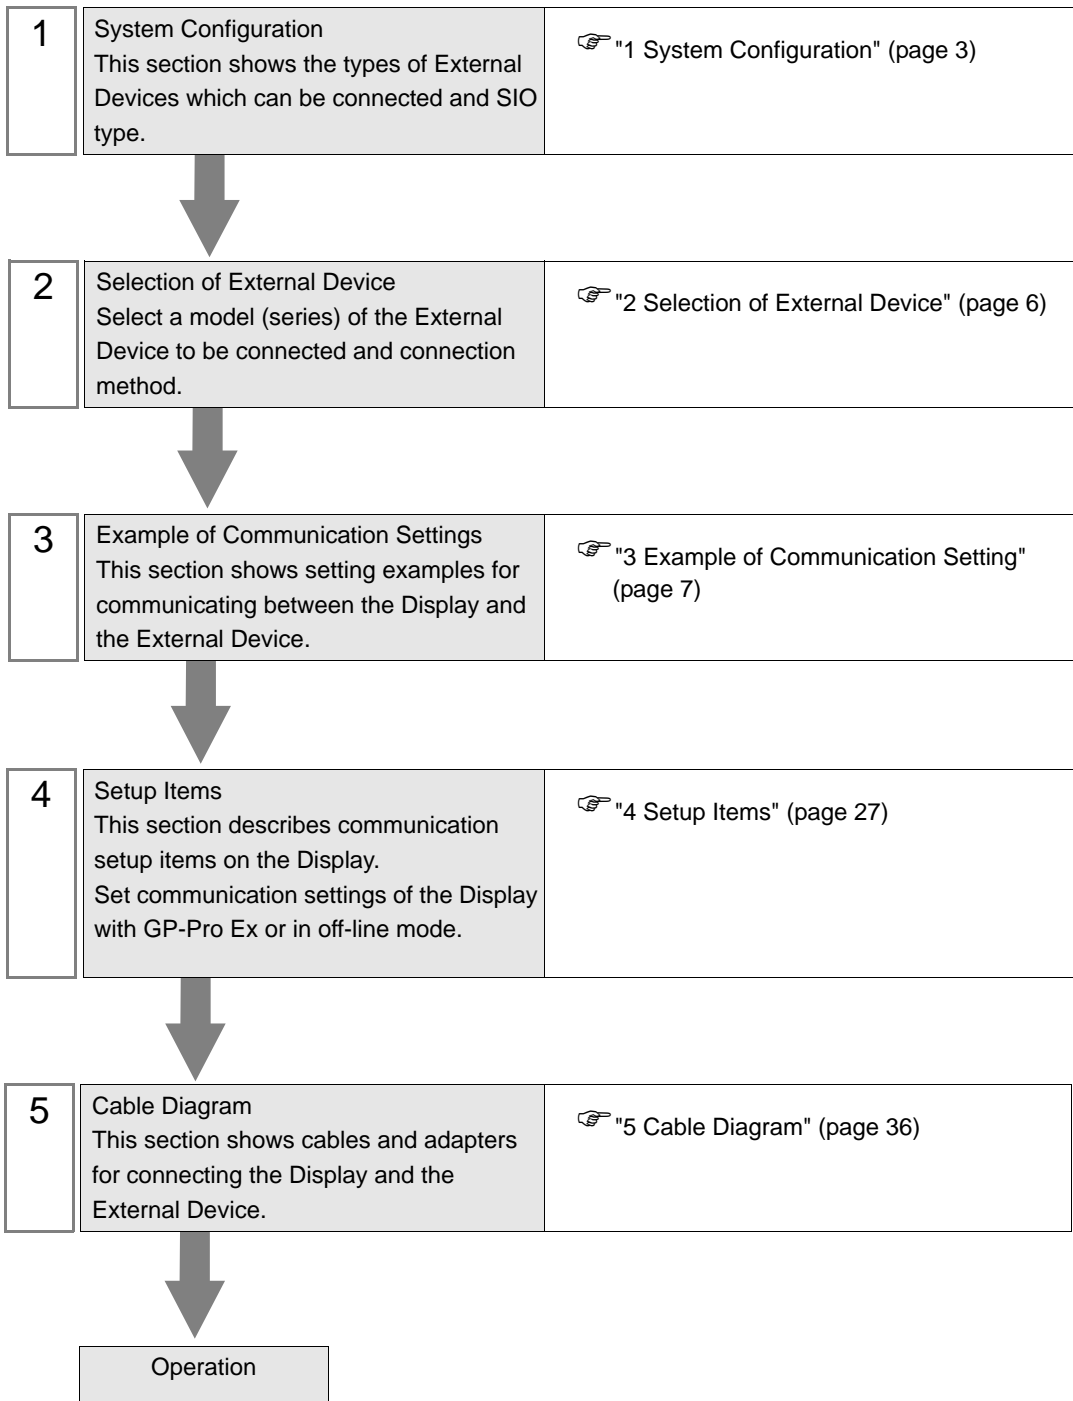 1
System Configuration
This section shows the types of External
Devices which can be connected and SIO
type.
"1 System Configuration" (page 3)
2
Selection of External Device
Select a model (series) of the External
Device to be connected and connection
method.
"2 Selection of External Device" (page 6)
3
Example of Communication Settings
This section shows setting examples for
communicating between the Display and
the External Device.
"3 Example of Communication Setting"
(page 7)
4
Setup Items
This section describes communication
setup items on the Display.
Set communication settings of the Display
with GP-Pro Ex or in off-line mode.
"4 Setup Items" (page 27)
5
Cable Diagram
This section shows cables and adapters
for connecting the Display and the
External Device.
"5 Cable Diagram" (page 36)
Operation